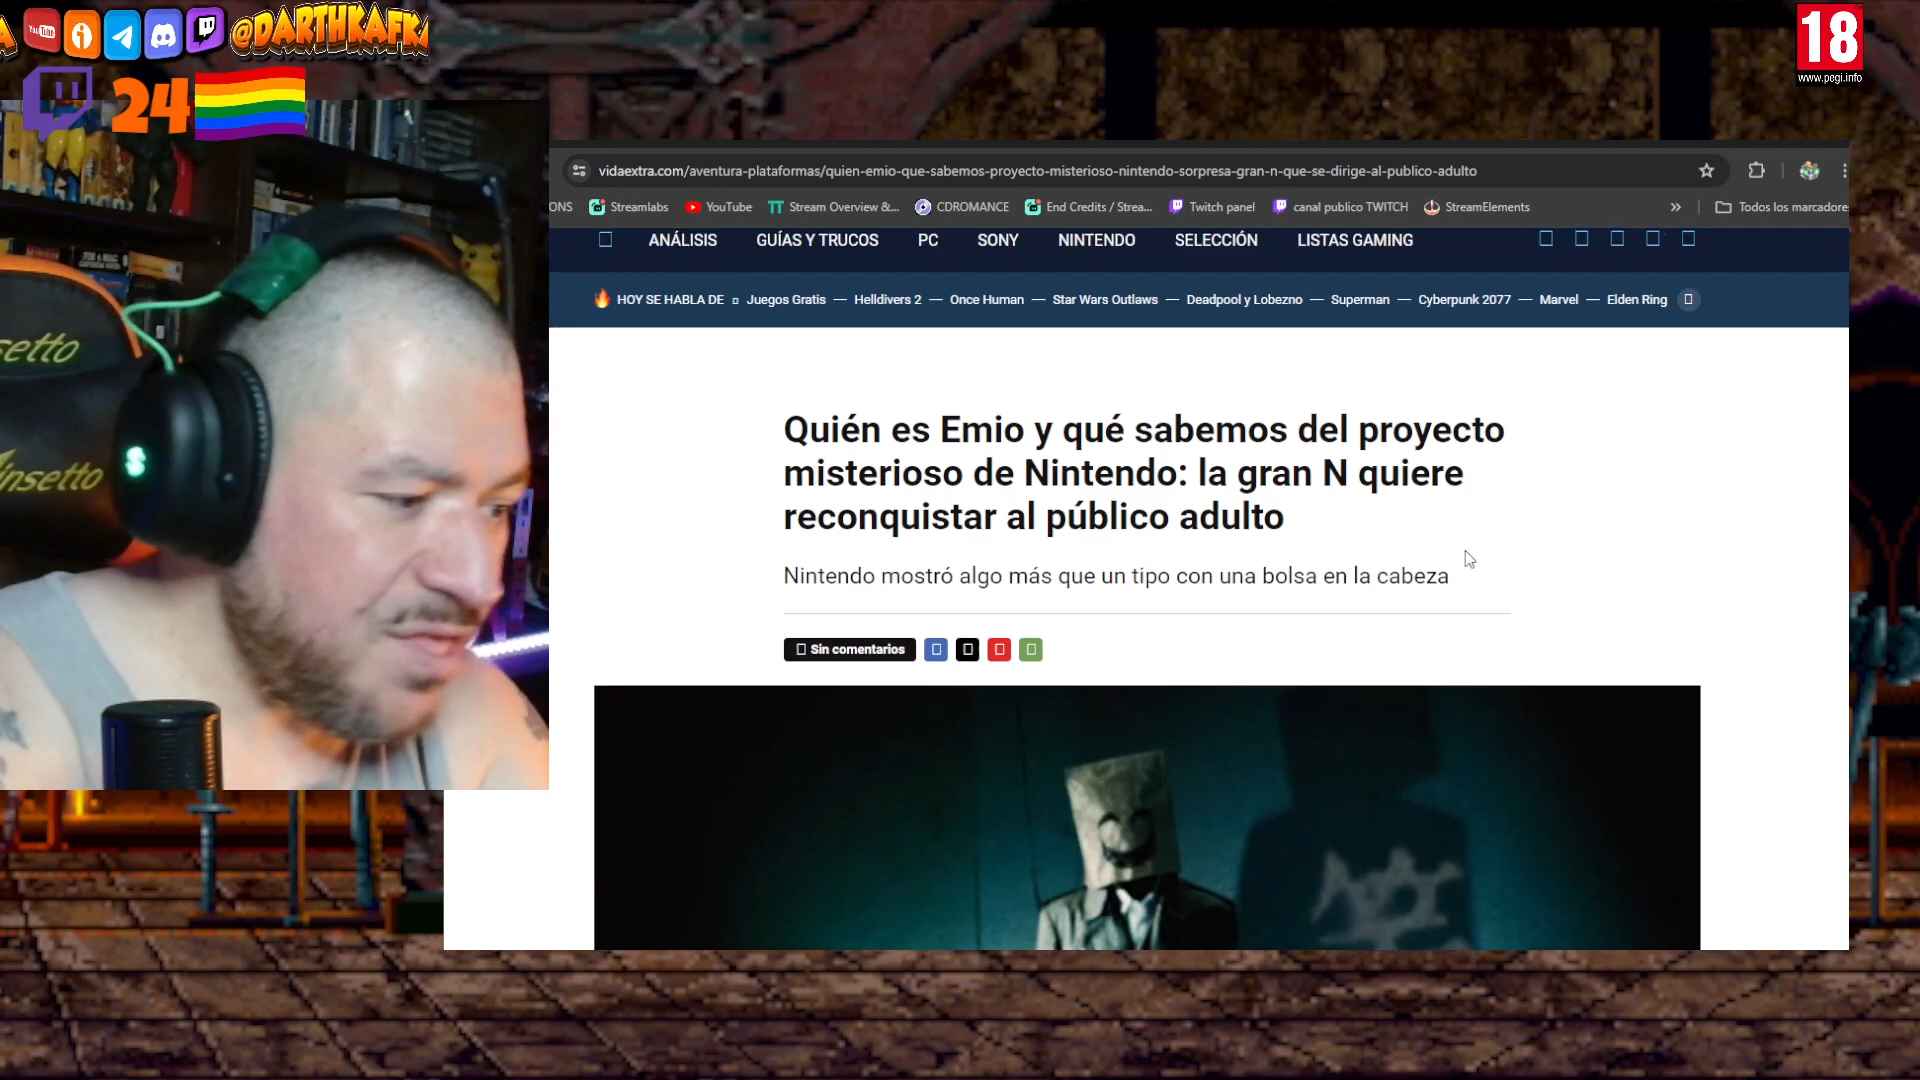 YouTube
@DARTHKAFKA
24
18
www.pegi.info
nsetto
insetto
vidaextra.com/aventura-plataformas/quien-emio-que-sabemos-proyecto-misterioso-nintendo-sorpresa-gran-n-que-se-dirige-al-publico-adulto
ONS Streamlabs YouTube Stream Overview &... CDROMANCE End Credits / Strea... Twitch panel canal publico TWITCH StreamElements » Todos los marcadore
ANÁLISIS GUÍAS Y TRUCOS PC SONY NINTENDO SELECCIÓN LISTAS GAMING
HOY SE HABLA DE Juegos Gratis — Helldivers 2 — Once Human — Star Wars Outlaws — Deadpool y Lobezno — Superman — Cyberpunk 2077 — Marvel — Elden Ring
Quién es Emio y qué sabemos del proyecto
misterioso de Nintendo: la gran N quiere
reconquistar al público adulto
Nintendo mostró algo más que un tipo con una bolsa en la cabeza
Sin comentarios